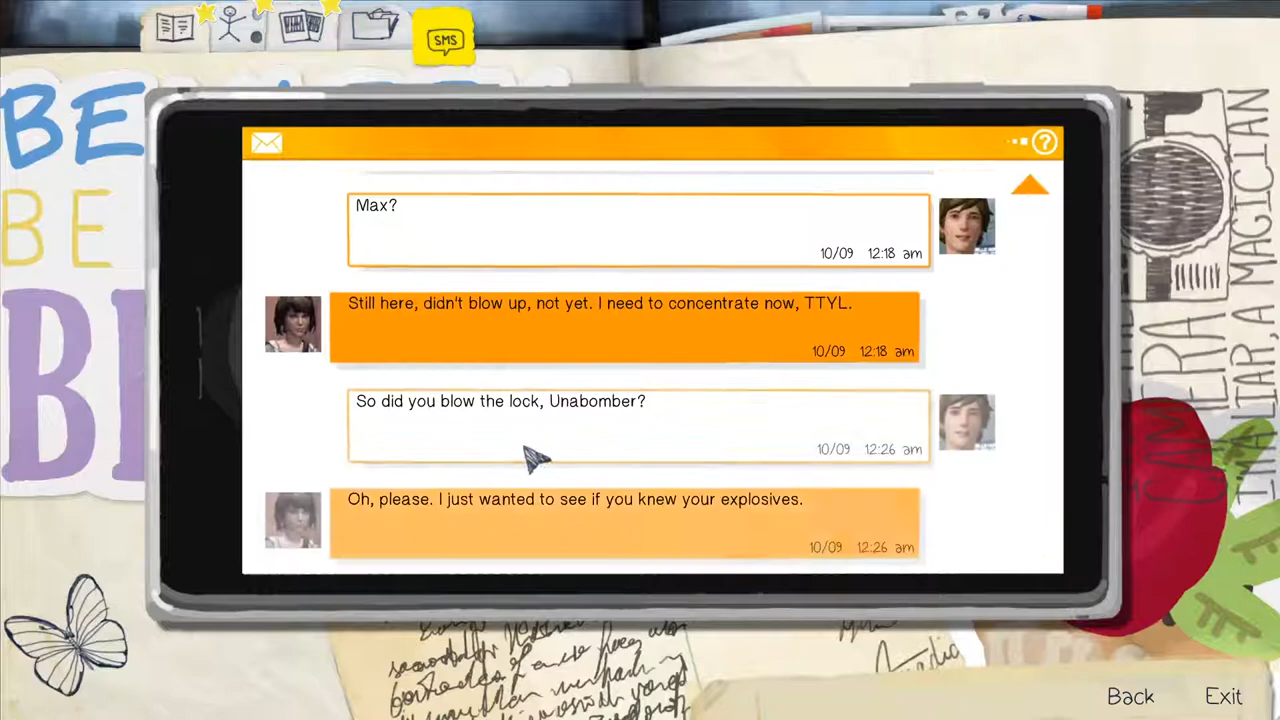 SMS
Max?
10/09 12:18 am
Still here, didn't blow up, not yet. I need to concentrate now, TTYL.
10/09 12:18 am
So did you blow the lock, Unabomber?
10/09 12:26 am
Oh, please. I just wanted to see if you knew your explosives.
10/09 12:26 am
BE
BE
A MAGICIAN
Back
Exit